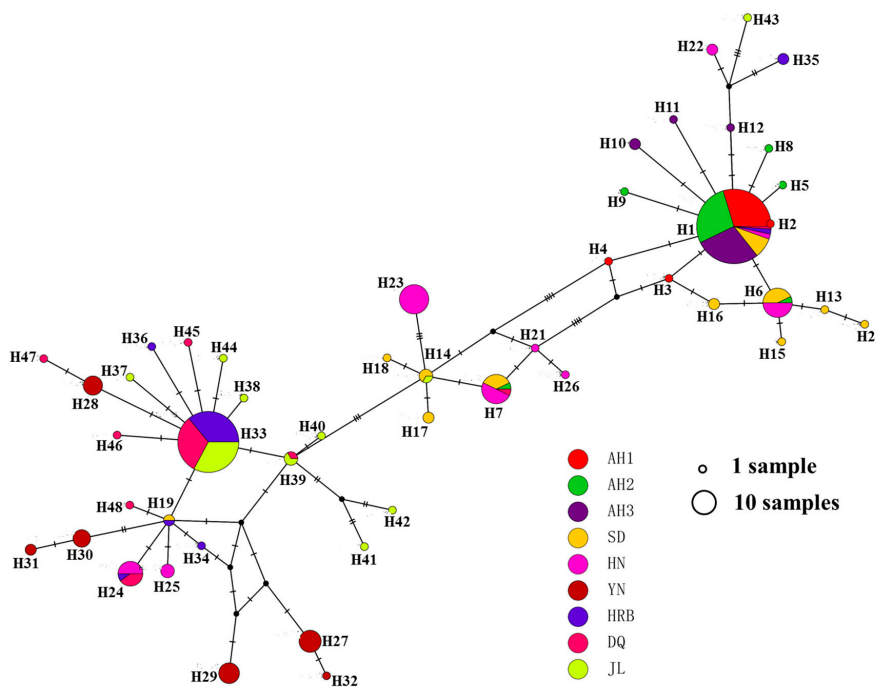 H43
H22
H35
H11
H12
H10
H8
H5
H9
H2
H1
H4
H3
H6
H13
H16
H2
H15
H23
H21
H14
H18
H26
H7
H17
H36
H45
H44
H47
H37
H38
H28
H33
H40
H46
H39
H48
H19
H42
H34
H30
H31
H41
H24
H25
H27
H29
H32
AH1
AH2
AH3
SD
HN
YN
HRB
DQ
JL
1 sample
10 samples